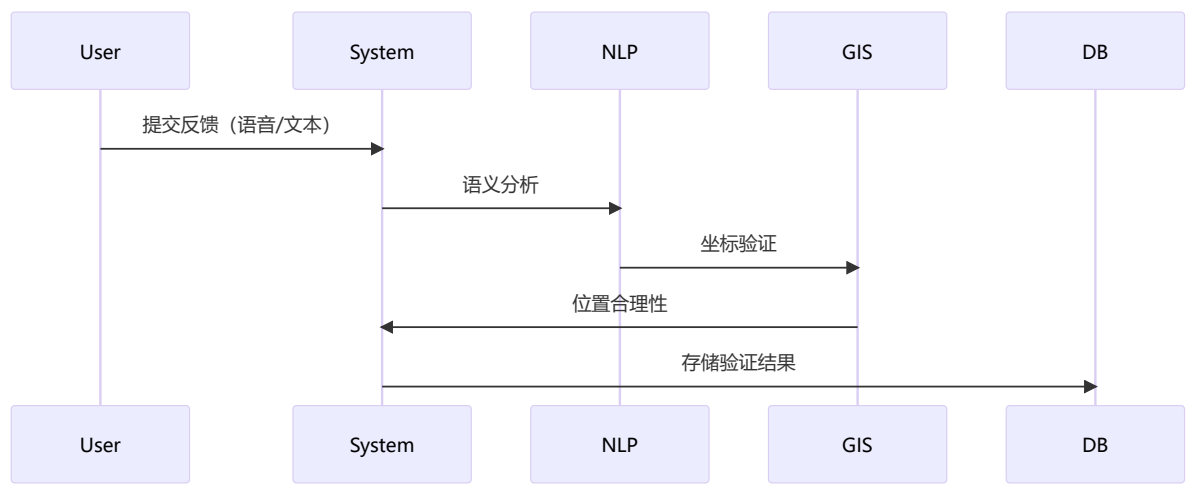 User
System
NLP
GIS
DB
提交反馈（语音/文本）
语义分析
坐标验证
位置合理性
存储验证结果
User
System
NLP
GIS
DB